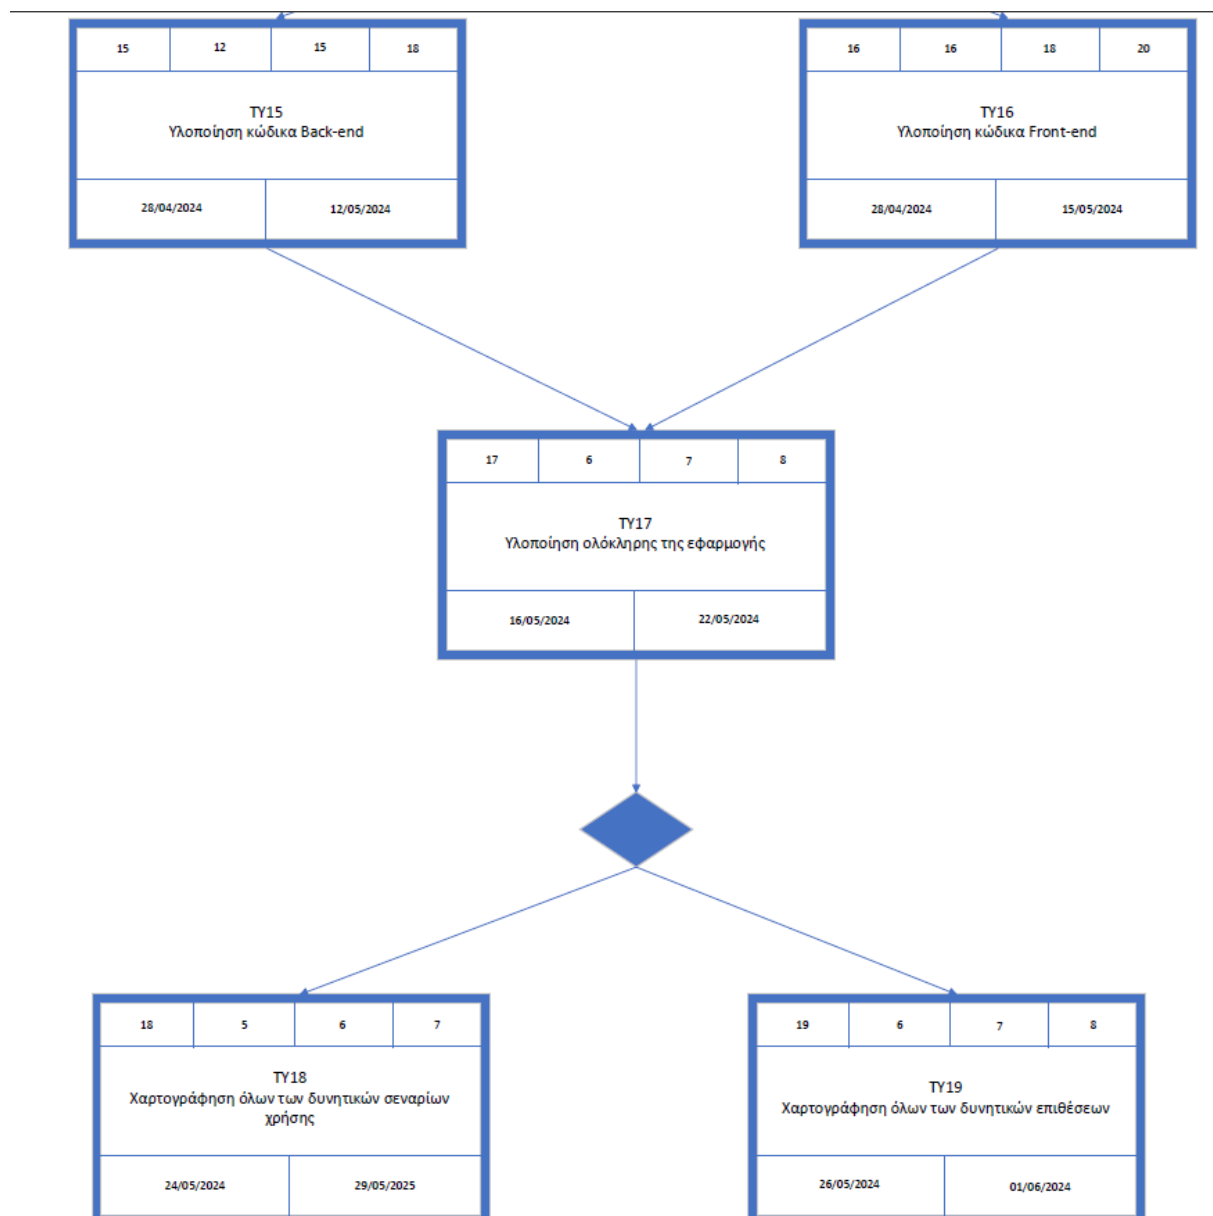 15 12 15 18
ΤΥ15
Υλοποίηση κώδικα Back-end
28/04/2024 12/05/2024
16 16 18 20
ΤΥ16
Υλοποίηση κώδικα Front-end
28/04/2024 15/05/2024
17 6 7 8
ΤΥ17
Υλοποίηση ολόκληρης της εφαρμογής
16/05/2024 22/05/2024
18 5 6 7
ΤΥ18
Χαρτογράφηση όλων των δυνητικών σεναρίων
χρήσης
24/05/2024 29/05/2025
19 6 7 8
ΤΥ19
Χαρτογράφηση όλων των δυνητικών επιθέσεων
26/05/2024 01/06/2024